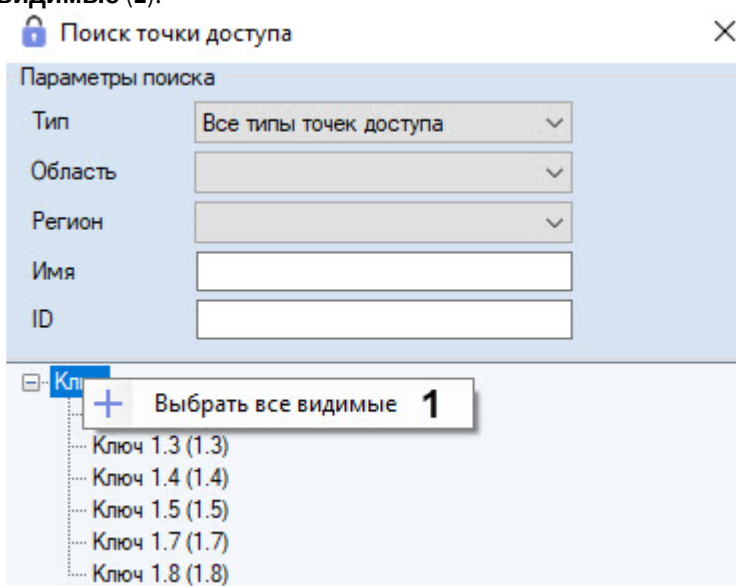 видимые (1).
Поиск точки доступа
Параметры поиска
Тип Все типы точек доступа
Область
Регион
Имя
ID
Выбрать все видимые 1
Ключ 1.3 (1.3)
Ключ 1.4 (1.4)
Ключ 1.5 (1.5)
Ключ 1.7 (1.7)
Ключ 1.8 (1.8)